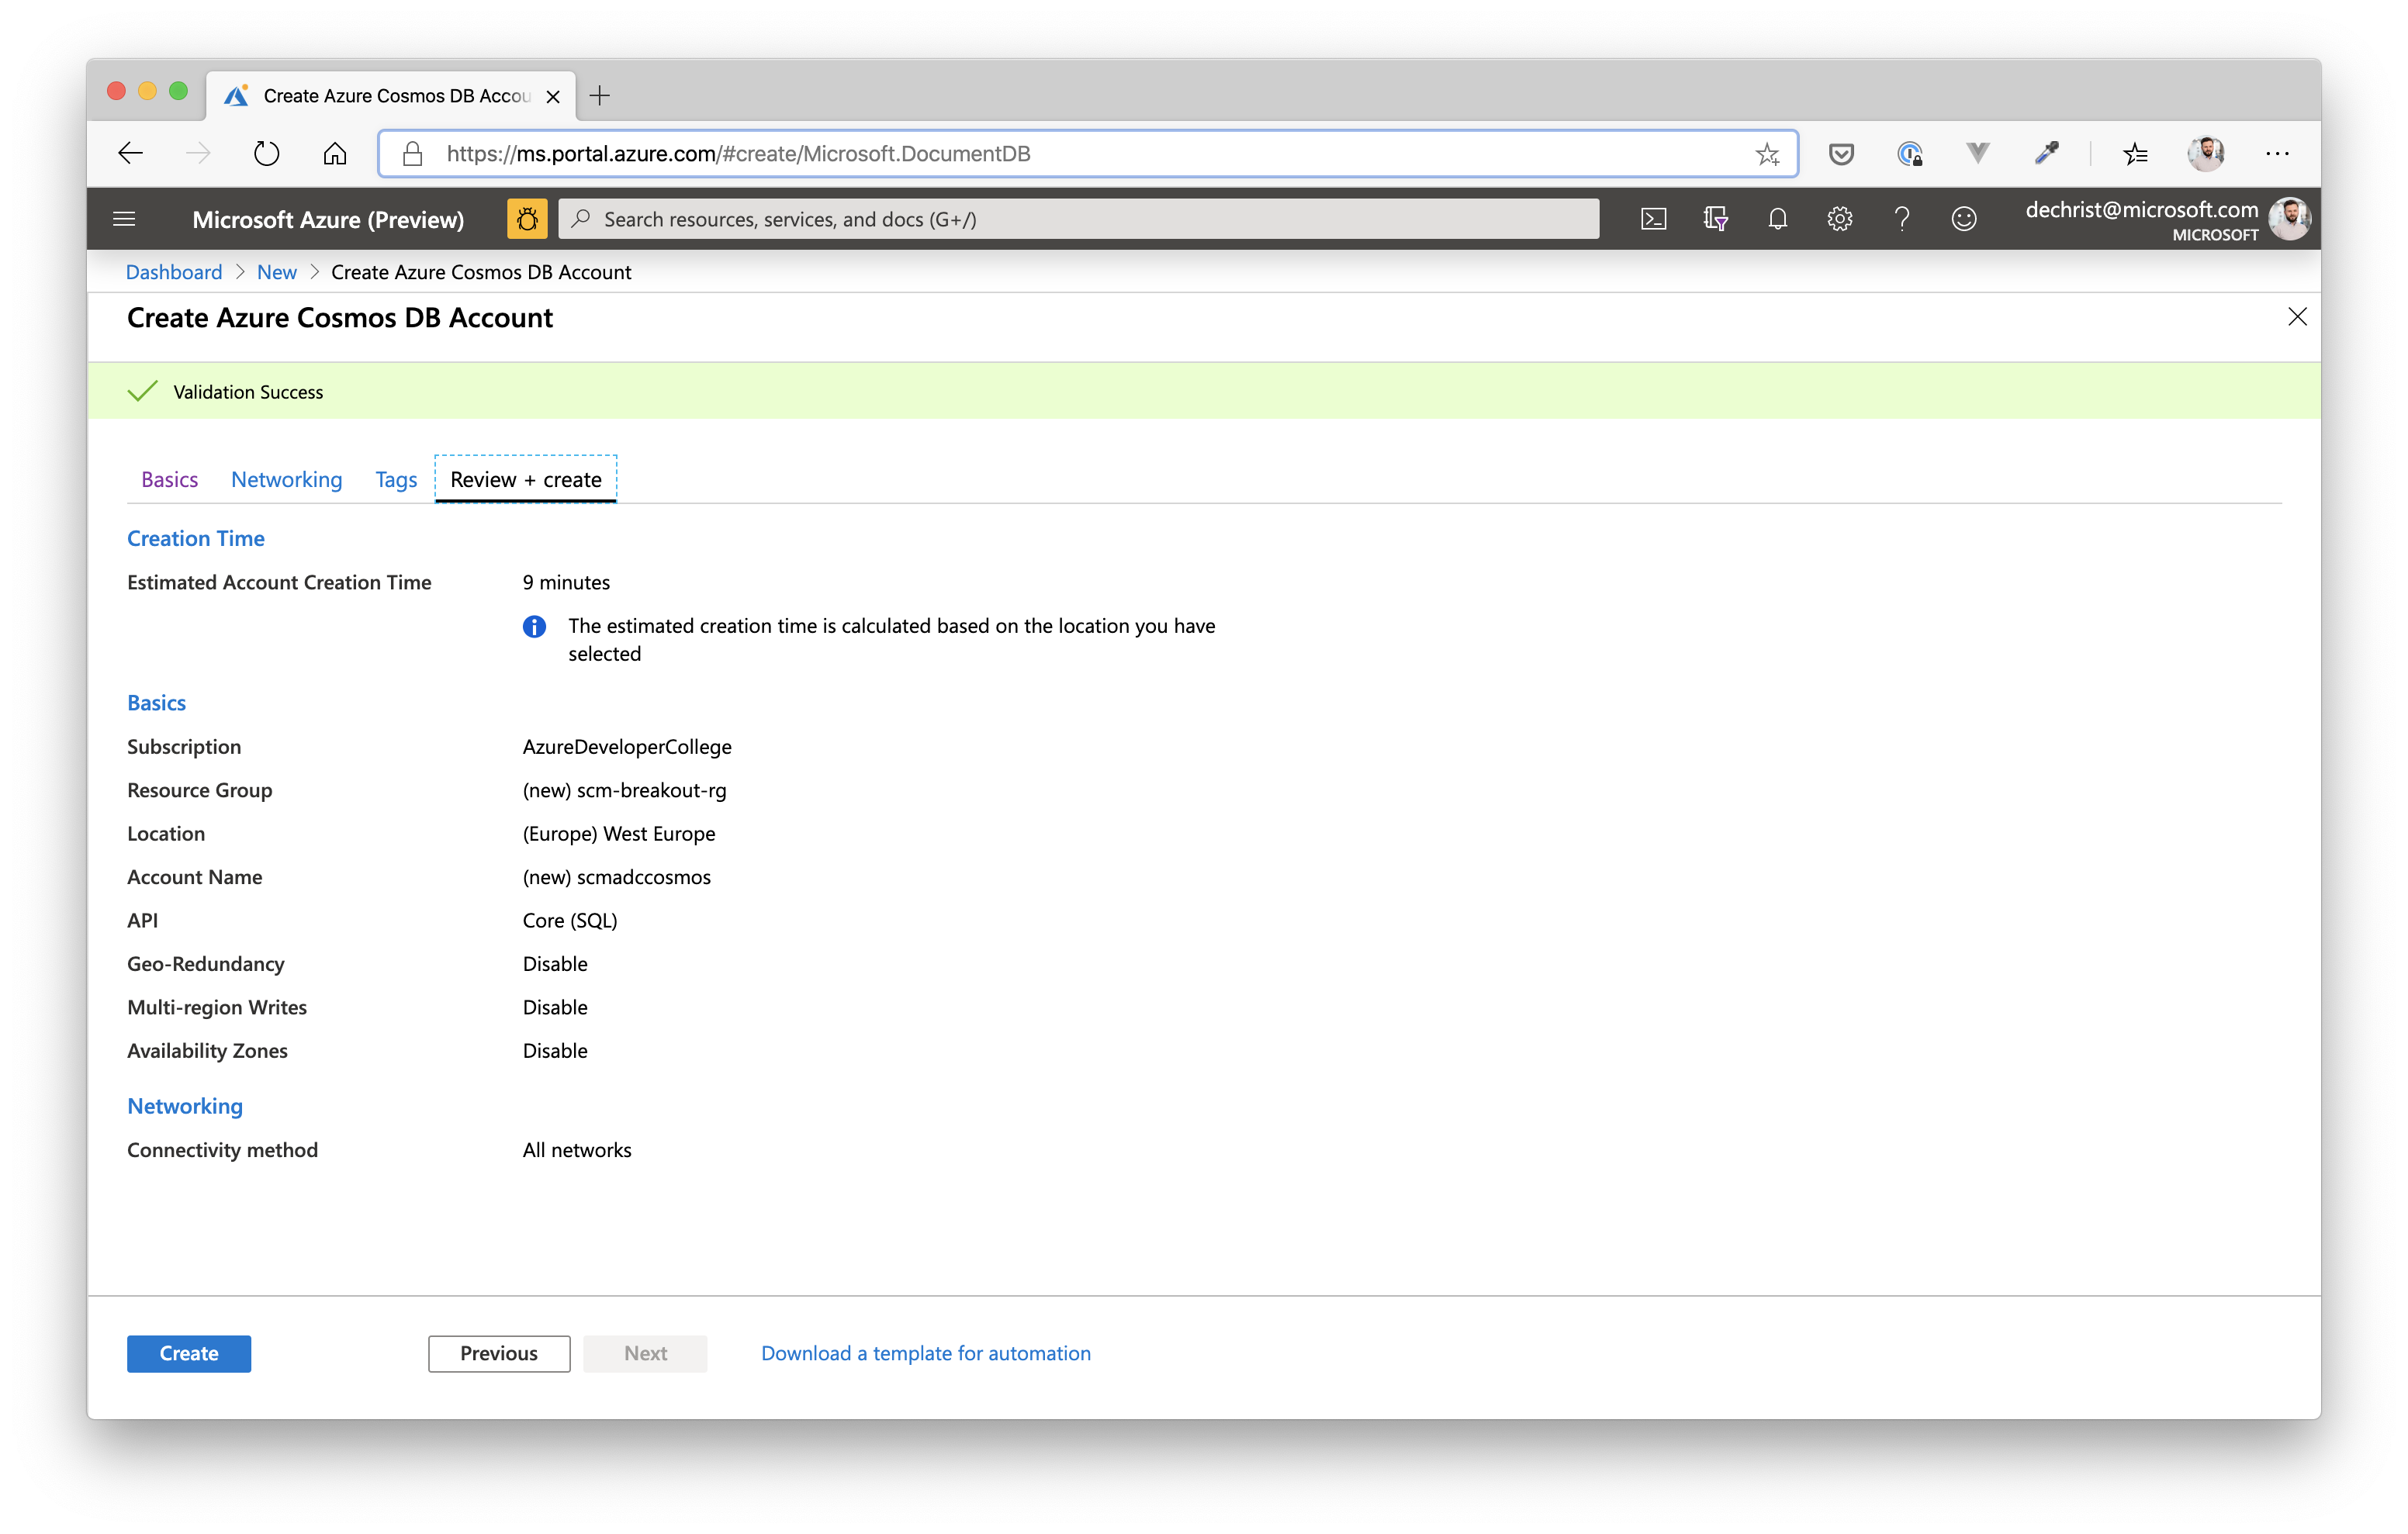 Create Azure Cosmos DB Accou
https://ms.portal.azure.com/#create/Microsoft.DocumentDB
Microsoft Azure (Preview)
Search resources, services, and docs (G+/)
dechrist@microsoft.com
MICROSOFT
Dashboard > New > Create Azure Cosmos DB Account
Create Azure Cosmos DB Account
Validation Success
Basics Networking Tags Review + create
Creation Time
Estimated Account Creation Time 9 minutes
The estimated creation time is calculated based on the location you have
selected
Basics
Subscription AzureDeveloperCollege
Resource Group (new) scm-breakout-rg
Location (Europe) West Europe
Account Name (new) scmadccosmos
API Core (SQL)
Geo-Redundancy Disable
Multi-region Writes Disable
Availability Zones Disable
Networking
Connectivity method All networks
Create Previous Next Download a template for automation